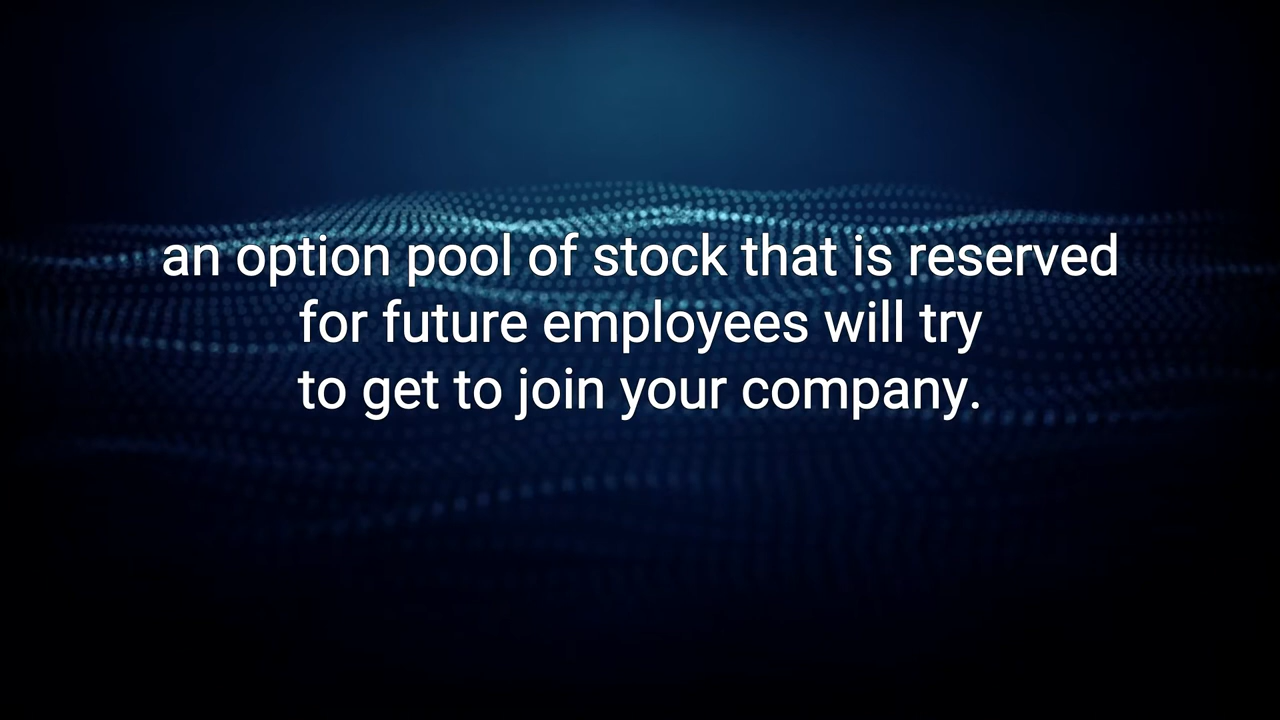 an option pool of stock that is reserved
for future employees will try
to get to join your company.